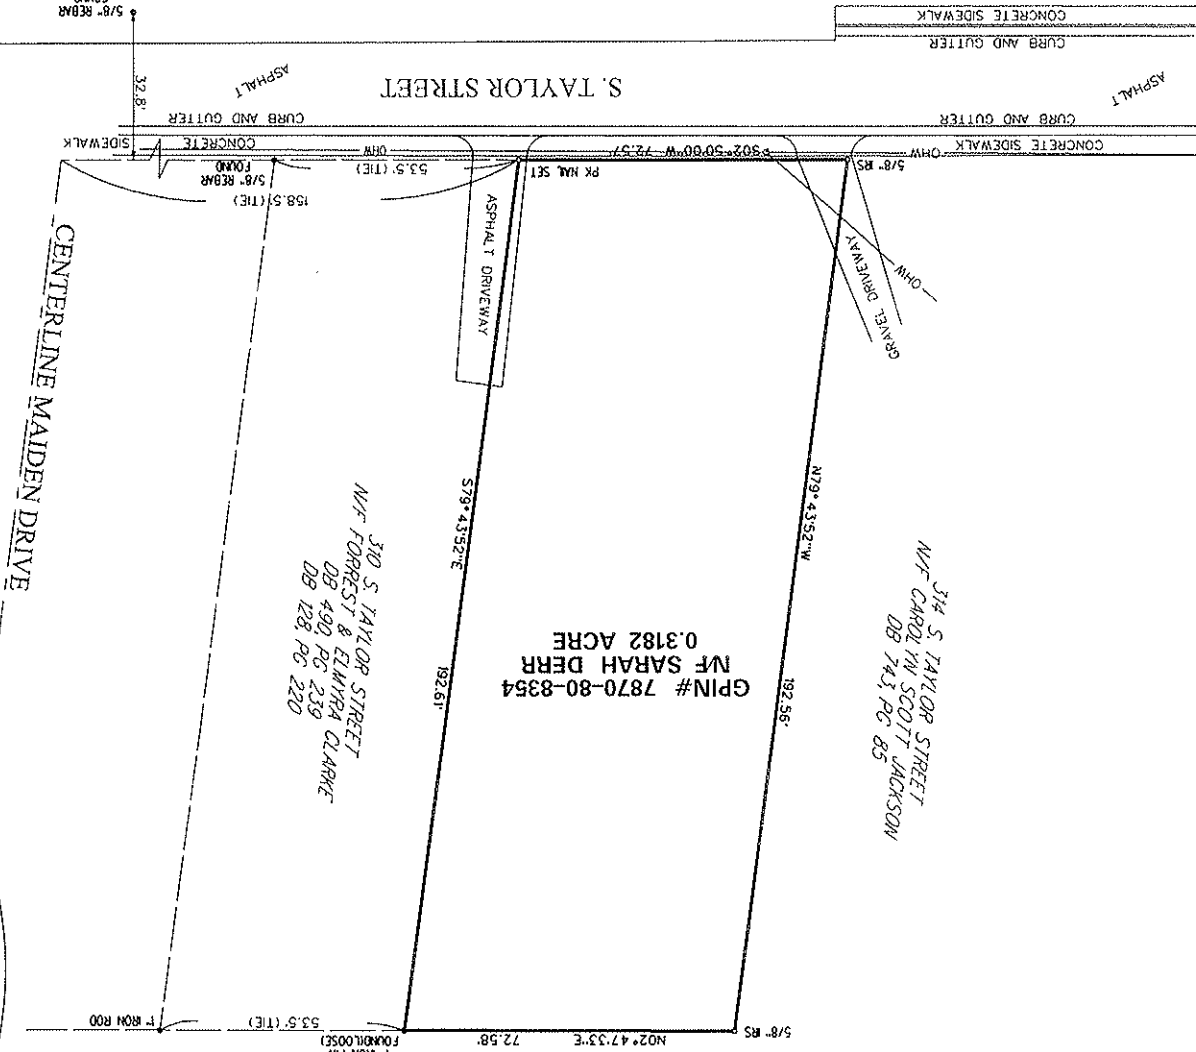 5/8" IRS
N02°47'33"E
72.58'
FOUND(LOOSE)
53.5'(TIE)
1" IRON ROD
314 S. TAYLOR STREET
N/F CAROLYN SCOTT JACKSON
DB 743, PG 85
N79°43'52"W
192.56'
GPIN# 7870-80-8354
N/F SARAH DERR
0.3182 ACRE
S79°43'52"E
192.61'
310 S. TAYLOR STREET
N/F FORREST & ELMYRA CLARKE
DB 490, PG 239
DB 128, PG 220
CENTERLINE MAIDEN DRIVE
GRAVEL DRIVEWAY
OHW
ASPHALT DRIVEWAY
158.5'(TIE)
5/8" IRS
PK NAIL SET
53.5'(TIE)
5/8" REBAR
FOUND
CONCRETE SIDEWALK
OHW
S02°50'00"W 72.57'
OHW
CONCRETE
SIDEWALK
CURB AND GUTTER
CURB AND GUTTER
ASPHALT
S. TAYLOR STREET
ASPHALT
32.8'
CURB AND GUTTER
CONCRETE SIDEWALK
5/8" REBAR